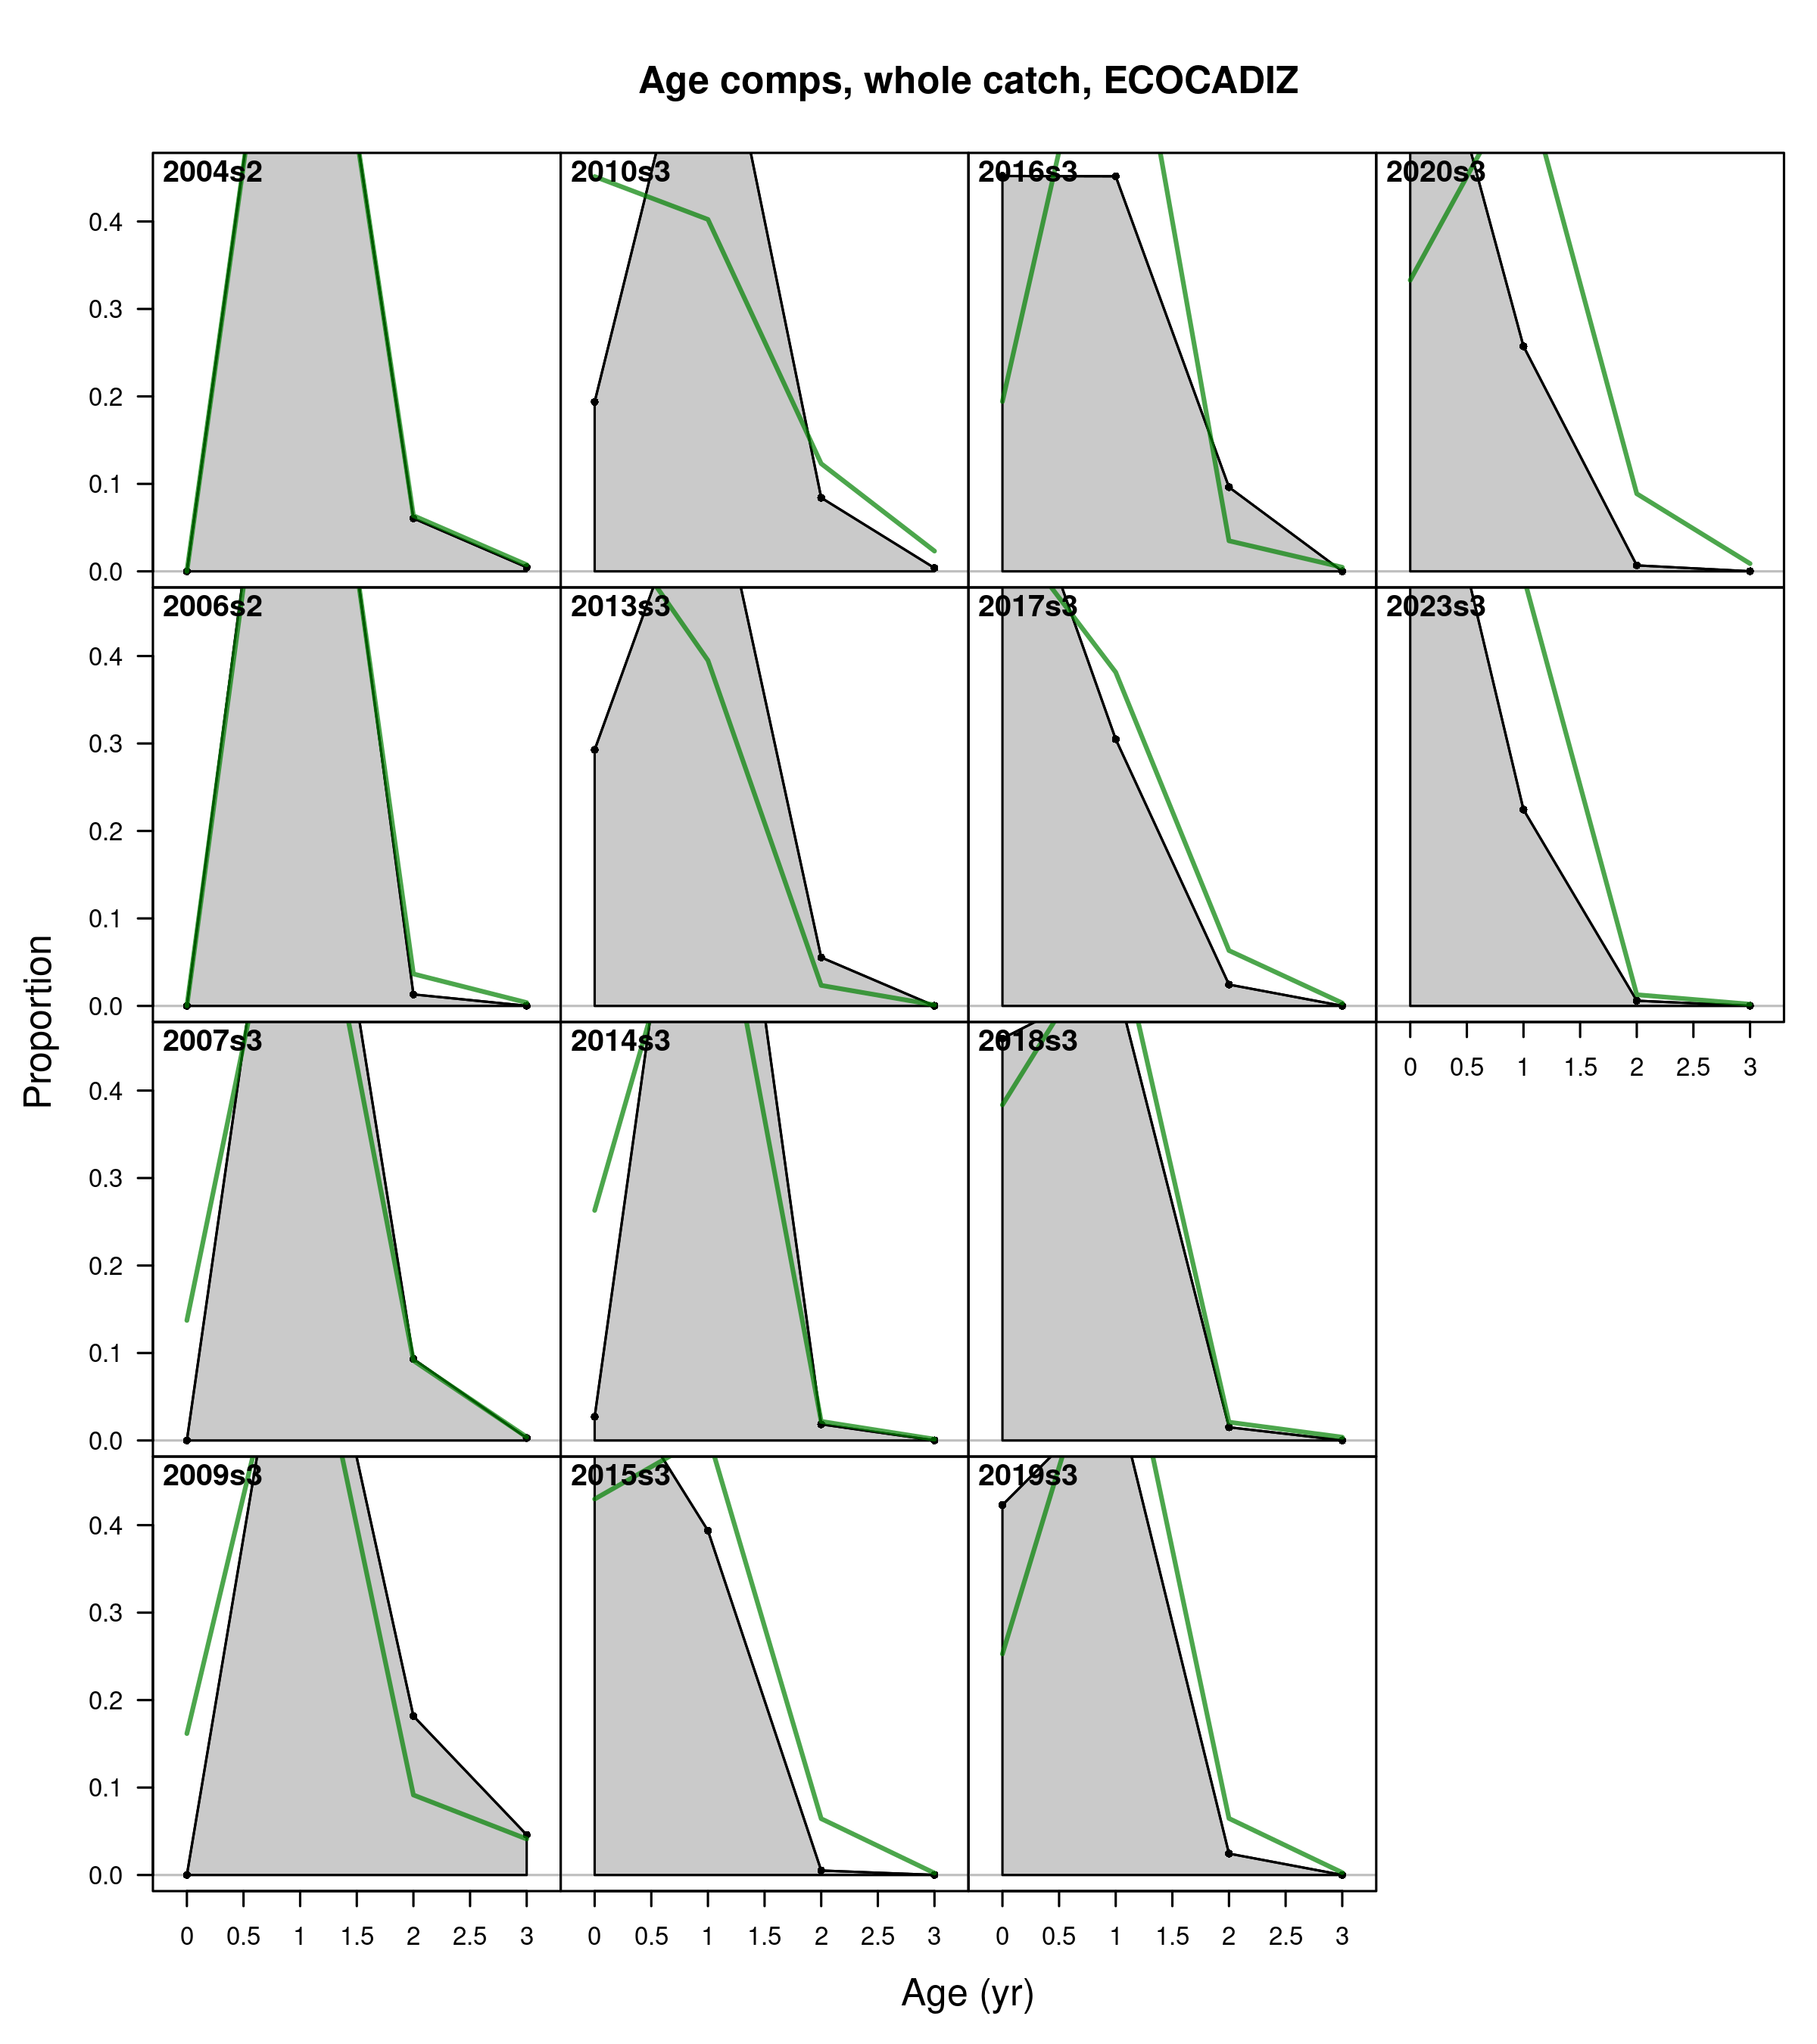 Age comps, whole catch, ECOCADIZ
2004s2 2010s3 2016s3 2020s3
0.4
0.3
0.2
0.1
0.0
2006s2 2013s3 2017s3 2023s3
0.4
0.3
0.2
0.1
0.0
2007s3 2014s3 2018s3
0 0.5 1 1.5 2 2.5 3
0.4
0.3
0.2
0.1
0.0
2009s3 2015s3 2019s3
0.4
0.3
0.2
0.1
0.0
0 0.5 1 1.5 2 2.5 3 0 0.5 1 1.5 2 2.5 3 0 0.5 1 1.5 2 2.5 3
Proportion
Age (yr)